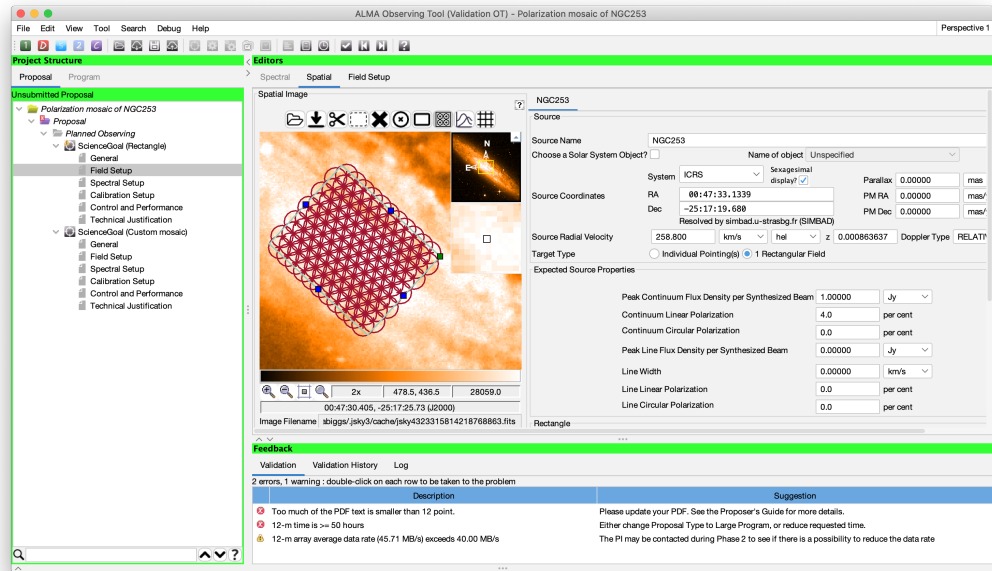 ALMA Observing Tool (Validation OT) - Polarization mosaic of NGC253
File Edit View Tool Search Debug Help
Perspective 1
Project Structure
Proposal Program
Unsubmitted Proposal
Polarization mosaic of NGC253
Proposal
Planned Observing
ScienceGoal (Rectangle)
General
Field Setup
Spectral Setup
Calibration Setup
Control and Performance
Technical Justification
ScienceGoal (Custom mosaic)
General
Field Setup
Spectral Setup
Calibration Setup
Control and Performance
Technical Justification
Editors
Spectral Spatial Field Setup
Spatial Image
?
N
E
2x 478.5, 436.5 28059.0
00:47:30.405, -25:17:25.73 (J2000)
Image Filename ebiggs/.jsky3/cache/jsky4323315814218768863.fits
NGC253
Source
Source Name NGC253
Choose a Solar System Object? Name of object Unspecified
Source Coordinates
System ICRS Sexagesimal display? Parallax 0.00000 mas
RA 00:47:33.1339 PM RA 0.00000 mas/
Dec -25:17:19.680 PM Dec 0.00000 mas/
Resolved by simbad.u-strasbg.fr (SIMBAD)
Source Radial Velocity 258.800 km/s hel z 0.000863637 Doppler Type RELATI
Target Type Individual Pointing(s) 1 Rectangular Field
Expected Source Properties
Peak Continuum Flux Density per Synthesized Beam 1.00000 Jy
Continuum Linear Polarization 4.0 per cent
Continuum Circular Polarization 0.0 per cent
Peak Line Flux Density per Synthesized Beam 0.00000 Jy
Line Width 0.00000 km/s
Line Linear Polarization 0.0 per cent
Line Circular Polarization 0.0 per cent
Rectangle
Feedback
Validation Validation History Log
2 errors, 1 warning : double-click on each row to be taken to the problem
Description Suggestion
Too much of the PDF text is smaller than 12 point. Please update your PDF. See the Proposer's Guide for more details.
12-m time is >= 50 hours Either change Proposal Type to Large Program, or reduce requested time.
12-m array average data rate (45.71 MB/s) exceeds 40.00 MB/s The PI may be contacted during Phase 2 to see if there is a possibility to reduce the data rate